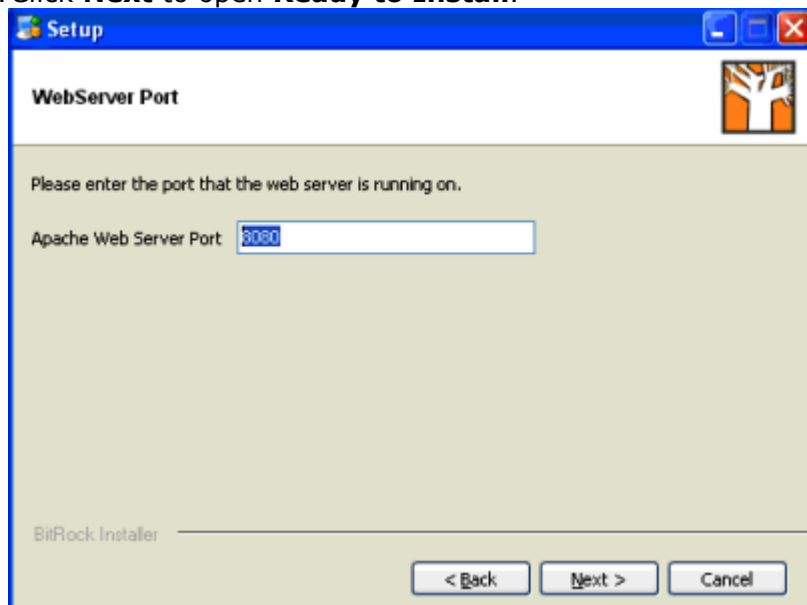 Click Next to open Ready to Install.
Setup
WebServer Port
Please enter the port that the web server is running on.
Apache Web Server Port 8080
BitRock Installer
< Back Next > Cancel